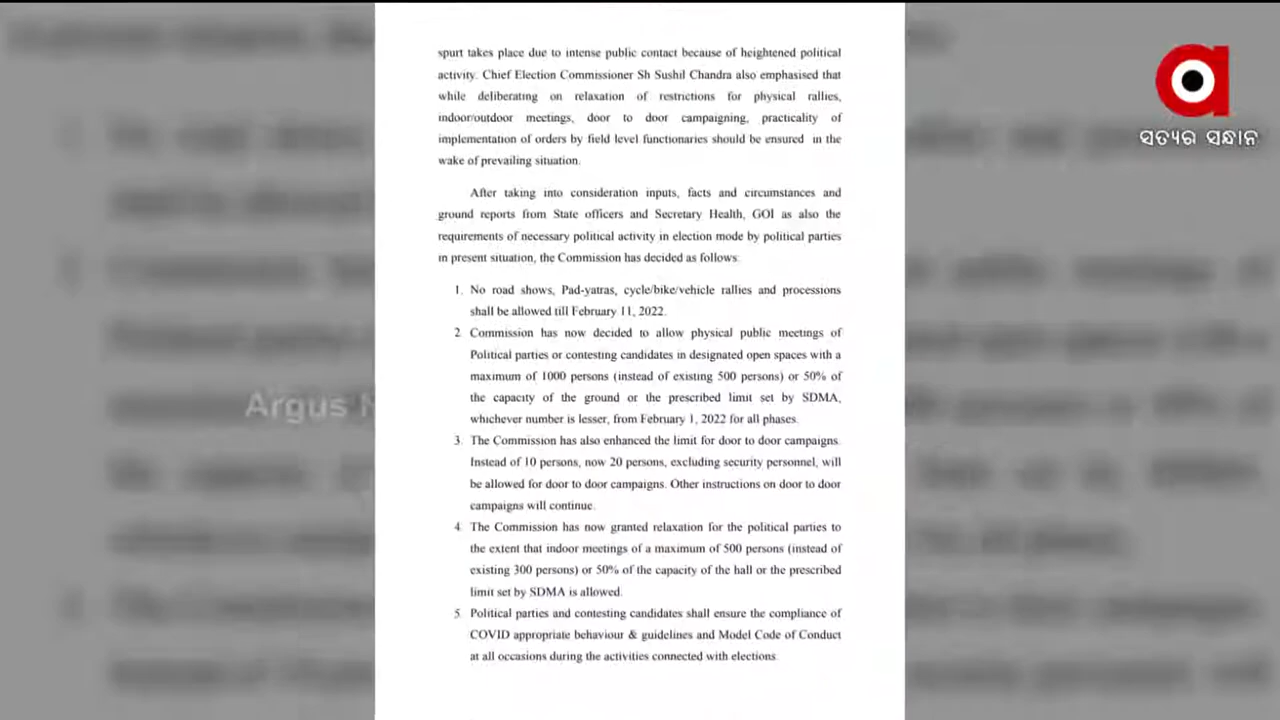 spurt takes place due to intense public contact because of heightened political
activity. Chief Election Commissioner Sh Sushil Chandra also emphasised that
while deliberating on relaxation of restrictions for physical rallies,
indoor/outdoor meetings, door to door campaigning, practicality of
implementation of orders by field level functionaries should be ensured in the
wake of prevailing situation.
After taking into consideration inputs, facts and circumstances and
ground reports from State officers and Secretary Health, GOI as also the
requirements of necessary political activity in election mode by political parties
in present situation, the Commission has decided as follows:
1. No road shows, Pad-yatras, cycle/bike/vehicle rallies and processions
shall be allowed till February 11, 2022.
2. Commission has now decided to allow physical public meetings of
Political parties or contesting candidates in designated open spaces with a
maximum of 1000 persons (instead of existing 500 persons) or 50% of
the capacity of the ground or the prescribed limit set by SDMA,
whichever number is lesser, from February 1, 2022 for all phases.
3. The Commission has also enhanced the limit for door to door campaigns.
Instead of 10 persons, now 20 persons, excluding security personnel, will
be allowed for door to door campaigns. Other instructions on door to door
campaigns will continue.
4. The Commission has now granted relaxation for the political parties to
the extent that indoor meetings of a maximum of 500 persons (instead of
existing 300 persons) or 50% of the capacity of the hall or the prescribed
limit set by SDMA is allowed.
5. Political parties and contesting candidates shall ensure the compliance of
COVID appropriate behaviour & guidelines and Model Code of Conduct
at all occasions during the activities connected with elections.
ସତ୍ୟର ସନ୍ଧାନ
Argus